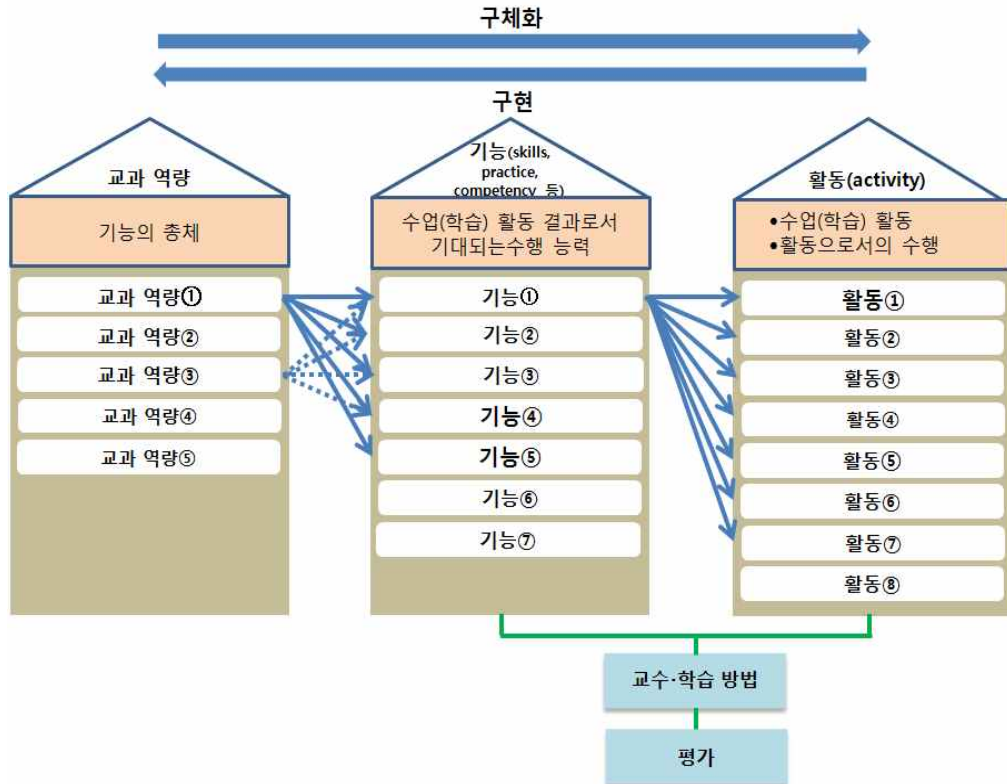 구체화
구현
교과 역량
기능의 총체
교과 역량①
교과 역량②
교과 역량③
교과 역량④
교과 역량⑤
기능(skills,
practice,
competency 등)
수업(학습) 활동 결과로서
기대되는수행 능력
기능①
기능②
기능③
기능④
기능⑤
기능⑥
기능⑦
활동(activity)
•수업(학습) 활동
•활동으로서의 수행
활동①
활동②
활동③
활동④
활동⑤
활동⑥
활동⑦
활동⑧
교수·학습 방법
평가